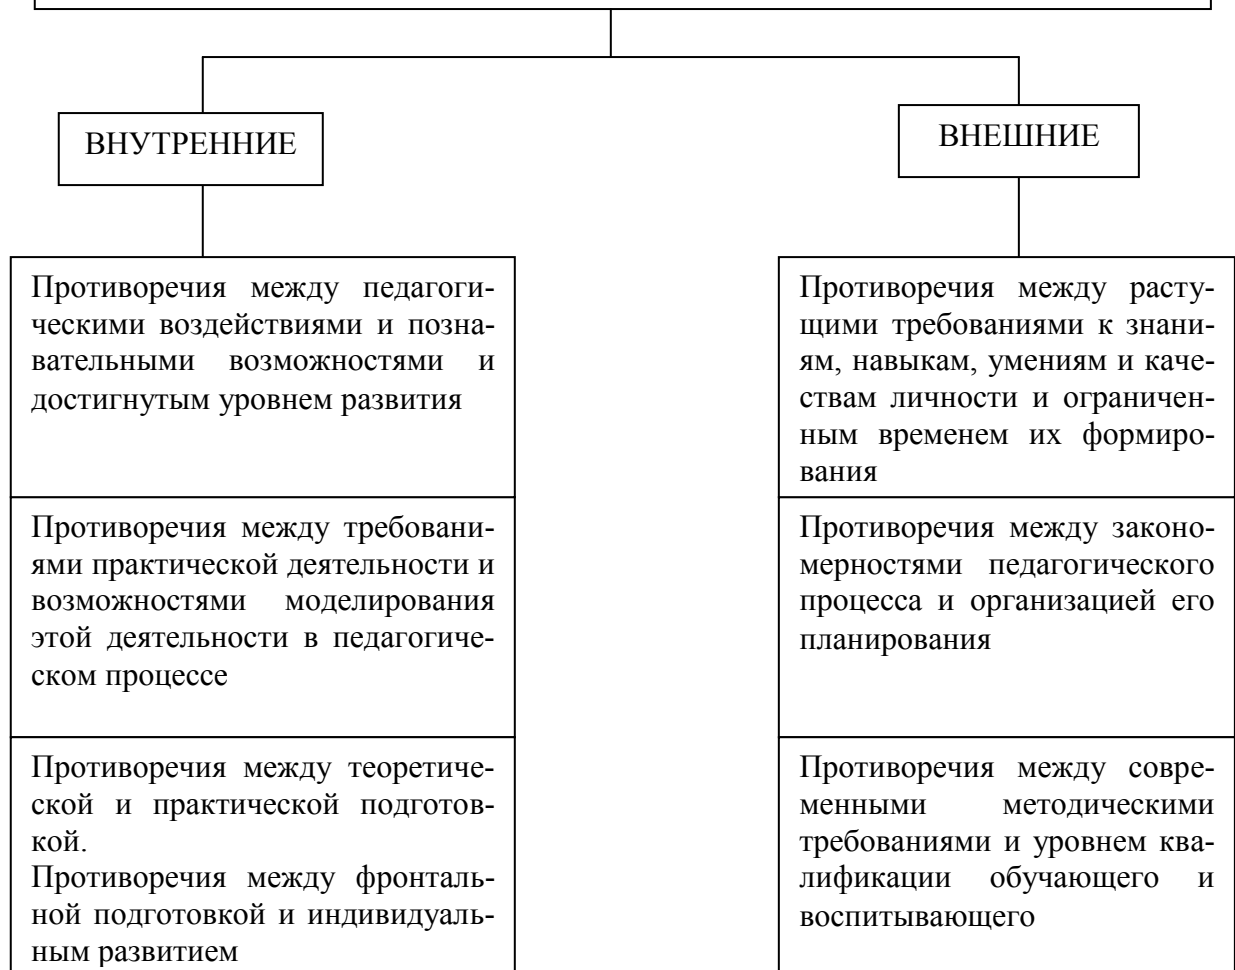 ВНУТРЕННИЕ
ВНЕШНИЕ
Противоречия между педагоги-
ческими воздействиями и позна-
вательными возможностями и
достигнутым уровнем развития
Противоречия между требовани-
ями практической деятельности и
возможностями моделирования
этой деятельности в педагогиче-
ском процессе
Противоречия между теоретиче-
ской и практической подготов-
кой.
Противоречия между фронталь-
ной подготовкой и индивидуаль-
ным развитием
Противоречия между расту-
щими требованиями к знани-
ям, навыкам, умениям и каче-
ствам личности и ограничен-
ным временем их формиро-
вания
Противоречия между законо-
мерностями педагогического
процесса и организацией его
планирования
Противоречия между совре-
менными методическими
требованиями и уровнем ква-
лификации обучающего и
воспитывающего